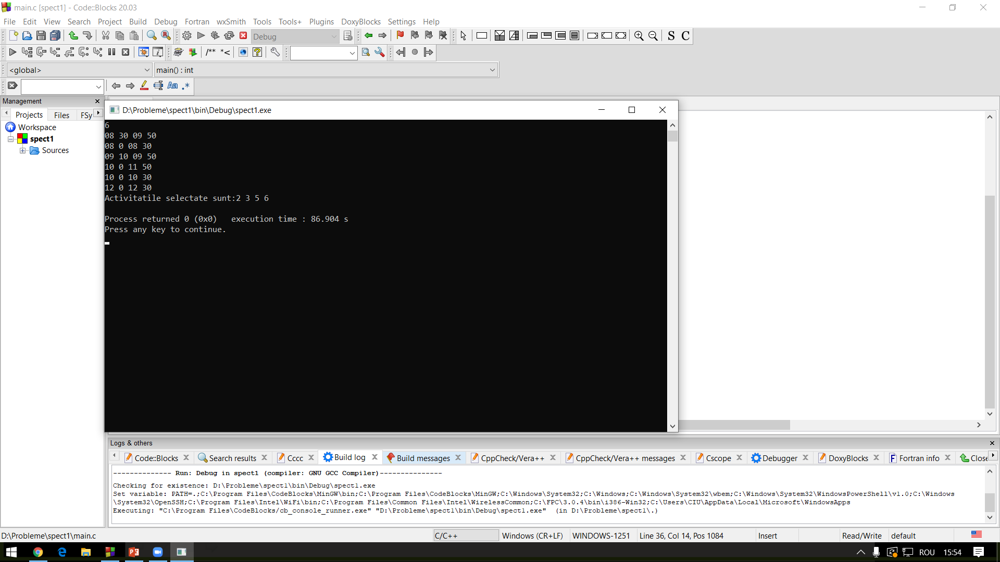 main.c [spect1] - Code::Blocks 20.03
File Edit View Search Project Build Debug Fortran wxSmith Tools Tools+ Plugins DoxyBlocks Settings Help
Debug
S C
/** *<
<global>
main() : int
Aa .*
Management
Projects Files FSy
Workspace
spect1
Sources
D:\Probleme\spect1\bin\Debug\spect1.exe
6
08 30 09 50
08 0 08 30
09 10 09 50
10 0 11 50
10 0 10 30
12 0 12 30
Activitatile selectate sunt:2 3 5 6
Process returned 0 (0x0)   execution time : 86.904 s
Press any key to continue.
Logs & others
Code::Blocks Search results Cccc Build log Build messages CppCheck/Vera++ CppCheck/Vera++ messages Cscope Debugger DoxyBlocks Fortran info Close
-------------- Run: Debug in spect1 (compiler: GNU GCC Compiler)---------------
Checking for existence: D:\Probleme\spect1\bin\Debug\spect1.exe
Set variable: PATH=.;C:\Program Files\CodeBlocks\MinGW\bin;C:\Program Files\CodeBlocks\MinGW;C:\Windows\System32;C:\Windows;C:\Windows\System32\wbem;C:\Windows\System32\WindowsPowerShell\v1.0;C:\Windows
\System32\OpenSSH;C:\Program Files\Intel\WiFi\bin;C:\Program Files\Common Files\Intel\WirelessCommon;C:\FPC\3.0.4\bin\i386-Win32;C:\Users\CIU\AppData\Local\Microsoft\WindowsApps
Executing: "C:\Program Files\CodeBlocks/cb_console_runner.exe" "D:\Probleme\spect1\bin\Debug\spect1.exe"  (in D:\Probleme\spect1\.)
D:\Probleme\spect1\main.c C/C++ Windows (CR+LF) WINDOWS-1251 Line 36, Col 14, Pos 1084 Insert Read/Write default
ROU 15:54